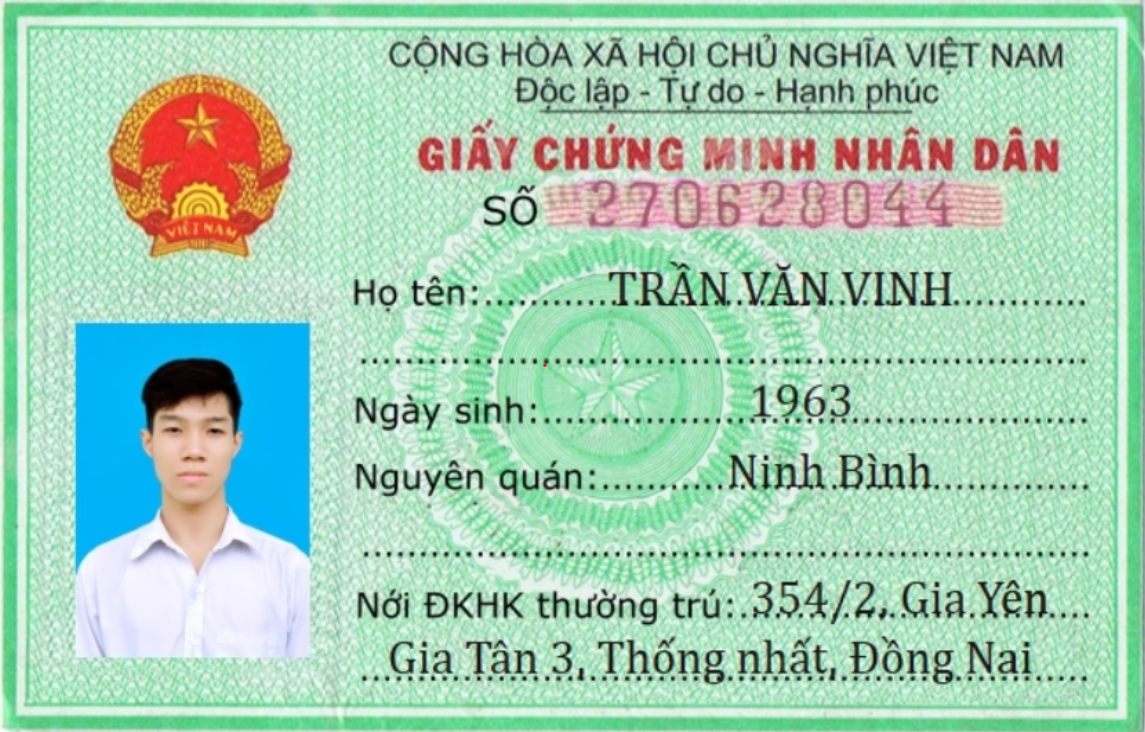 CỘNG HÒA XÃ HỘI CHỦ NGHĨA VIỆT NAM
Độc lập - Tự do - Hạnh phúc
GIẤY CHỨNG MINH NHÂN DÂN
SỐ 270628044
VIỆT NAM
Họ tên: TRẦN VĂN VINH
Ngày sinh: 1963
Nguyên quán: Ninh Bình
Nới ĐKHK thường trú: 354/2, Gia Yên
Gia Tân 3, Thống nhất, Đồng Nai